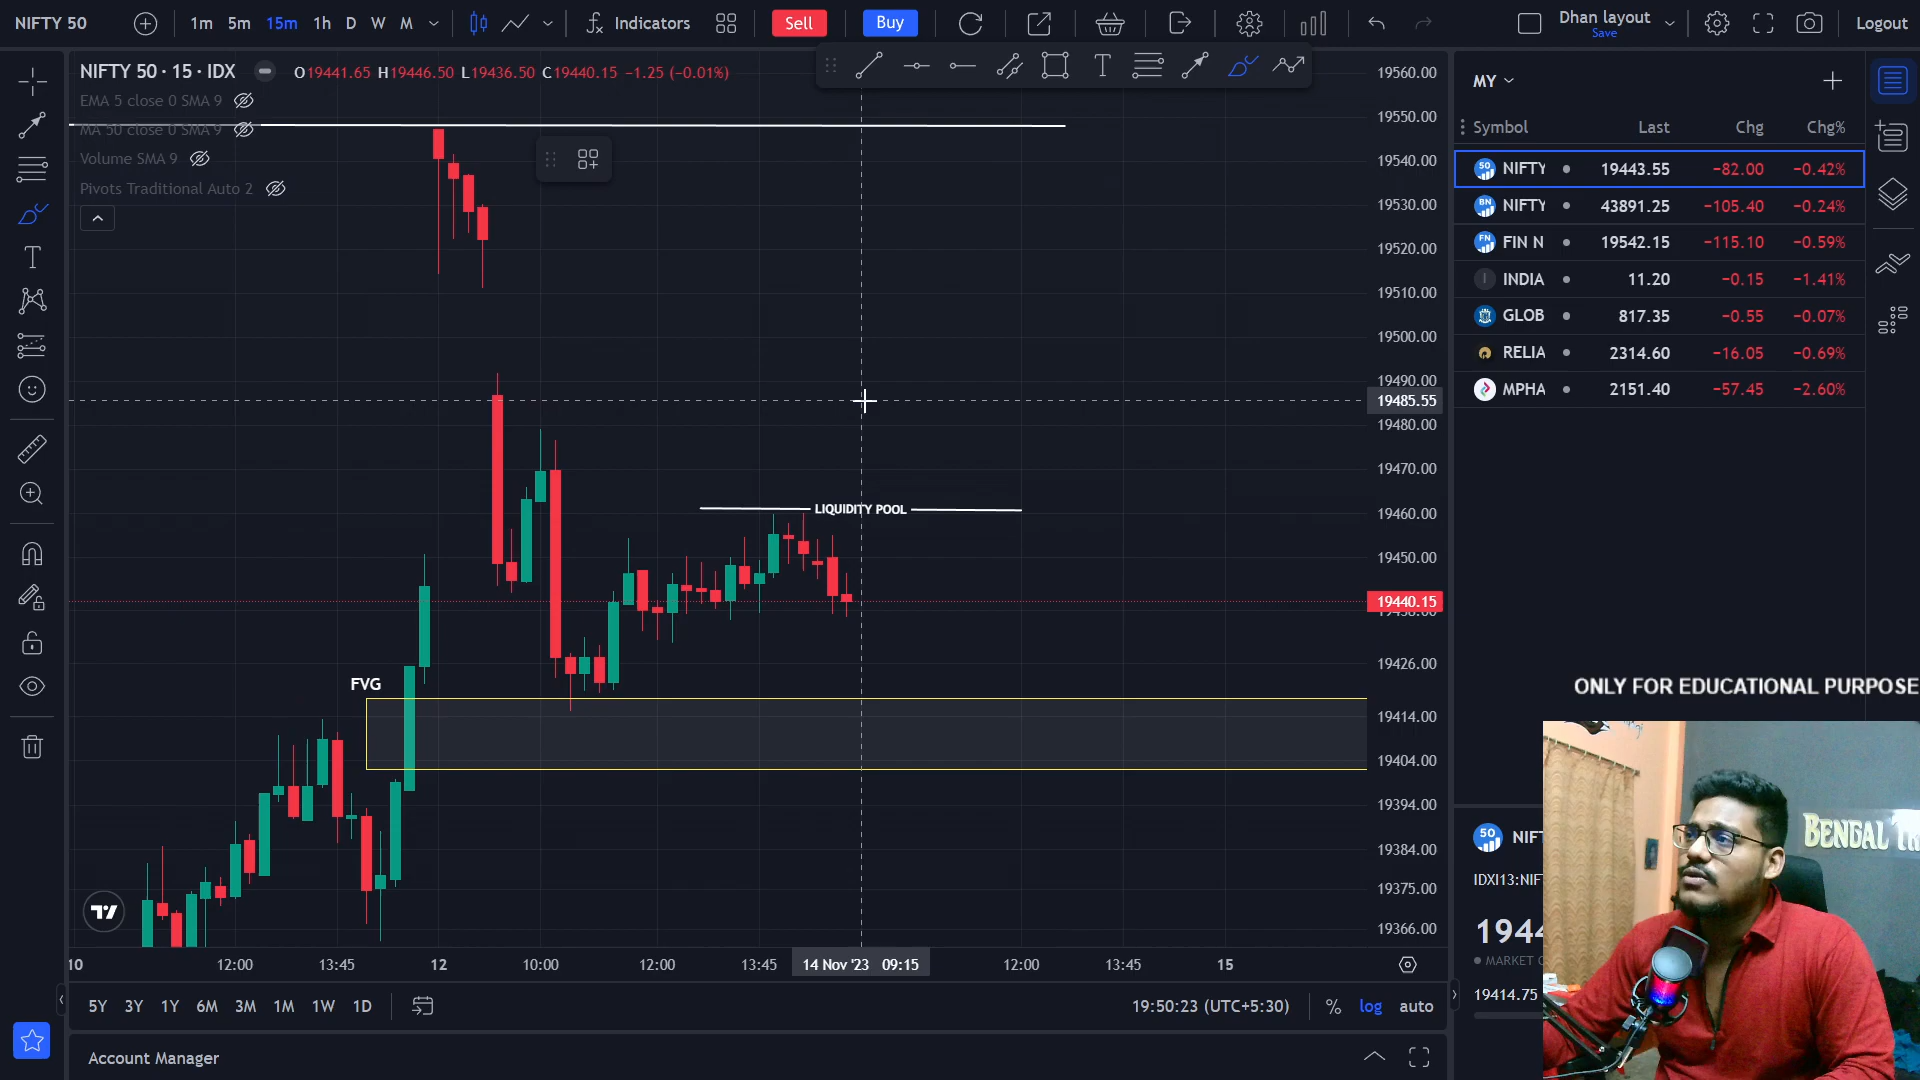 NIFTY 50 1m 5m 15m 1h D W M Indicators Sell Buy Dhan layout Save Logout
NIFTY 50 · 15 · IDX O19441.65 H19446.50 L19436.50 C19440.15 −1.25 (−0.01%)
EMA 5 close 0 SMA 9
MA 50 close 0 SMA 9
Volume SMA 9
Pivots Traditional Auto 2
T
T
LIQUIDITY POOL
FVG
19560.00
19550.00
19540.00
19530.00
19520.00
19510.00
19500.00
19490.00
19485.55
19480.00
19470.00
19460.00
19450.00
19440.15
19426.00
19414.00
19404.00
19394.00
19384.00
19375.00
19366.00
10 12:00 13:45 12 10:00 12:00 13:45 14 Nov '23 09:15 12:00 13:45 15
5Y 3Y 1Y 6M 3M 1M 1W 1D 19:50:23 (UTC+5:30) % log auto
Account Manager
MY
Symbol Last Chg Chg%
50 NIFTY 19443.55 −82.00 −0.42%
BN NIFTY 43891.25 −105.40 −0.24%
FN FIN N 19542.15 −115.10 −0.59%
I INDIA 11.20 −0.15 −1.41%
GLOB 817.35 −0.55 −0.07%
RELIA 2314.60 −16.05 −0.69%
MPHA 2151.40 −57.45 −2.60%
ONLY FOR EDUCATIONAL PURPOSE
50 NIF
IDXI13:NIF
1944
MARKET
19414.75
BENGAL